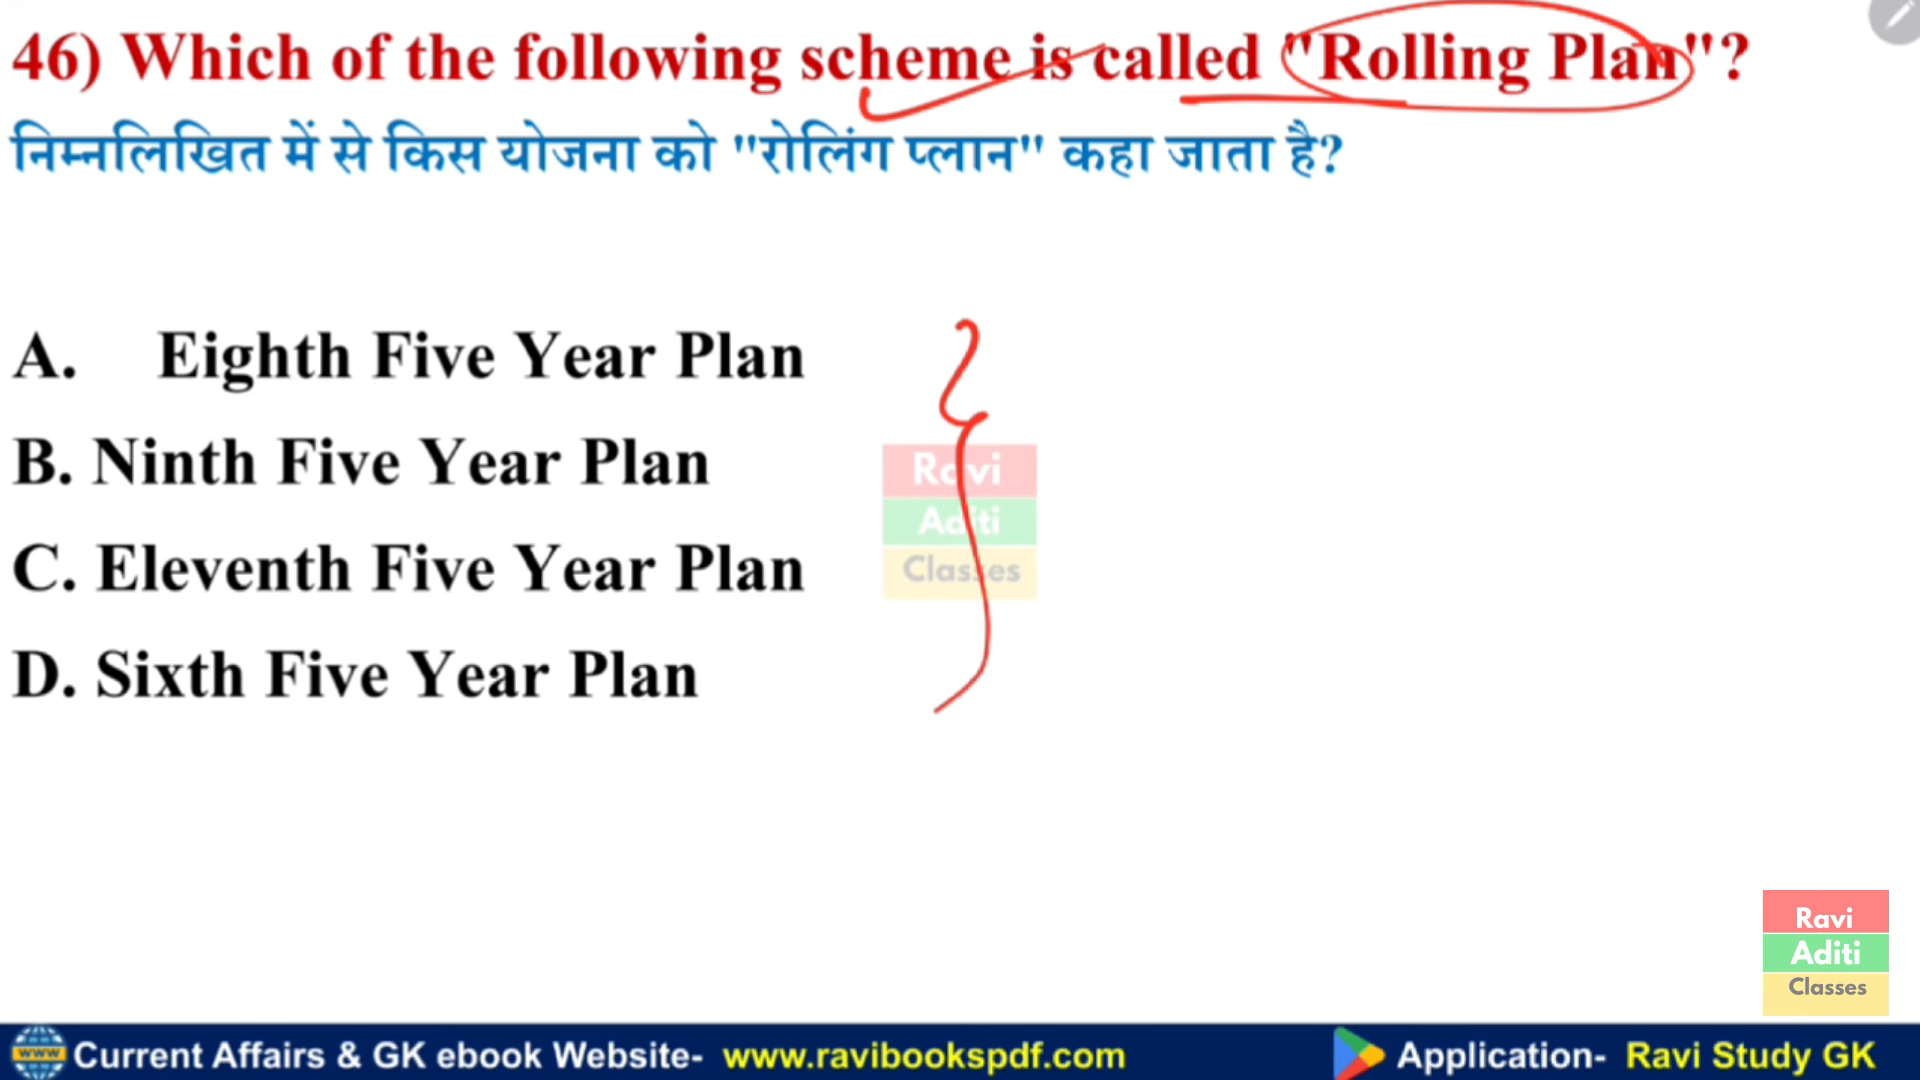 46) Which of the following scheme is called "Rolling Plan"?
निम्नलिखित में से किस योजना को "रोलिंग प्लान" कहा जाता है?
A. Eighth Five Year Plan
B. Ninth Five Year Plan
C. Eleventh Five Year Plan
D. Sixth Five Year Plan
Ravi
Aditi
Classes
Ravi
Aditi
Classes
www Current Affairs & GK ebook Website- www.ravibookspdf.com Application- Ravi Study GK